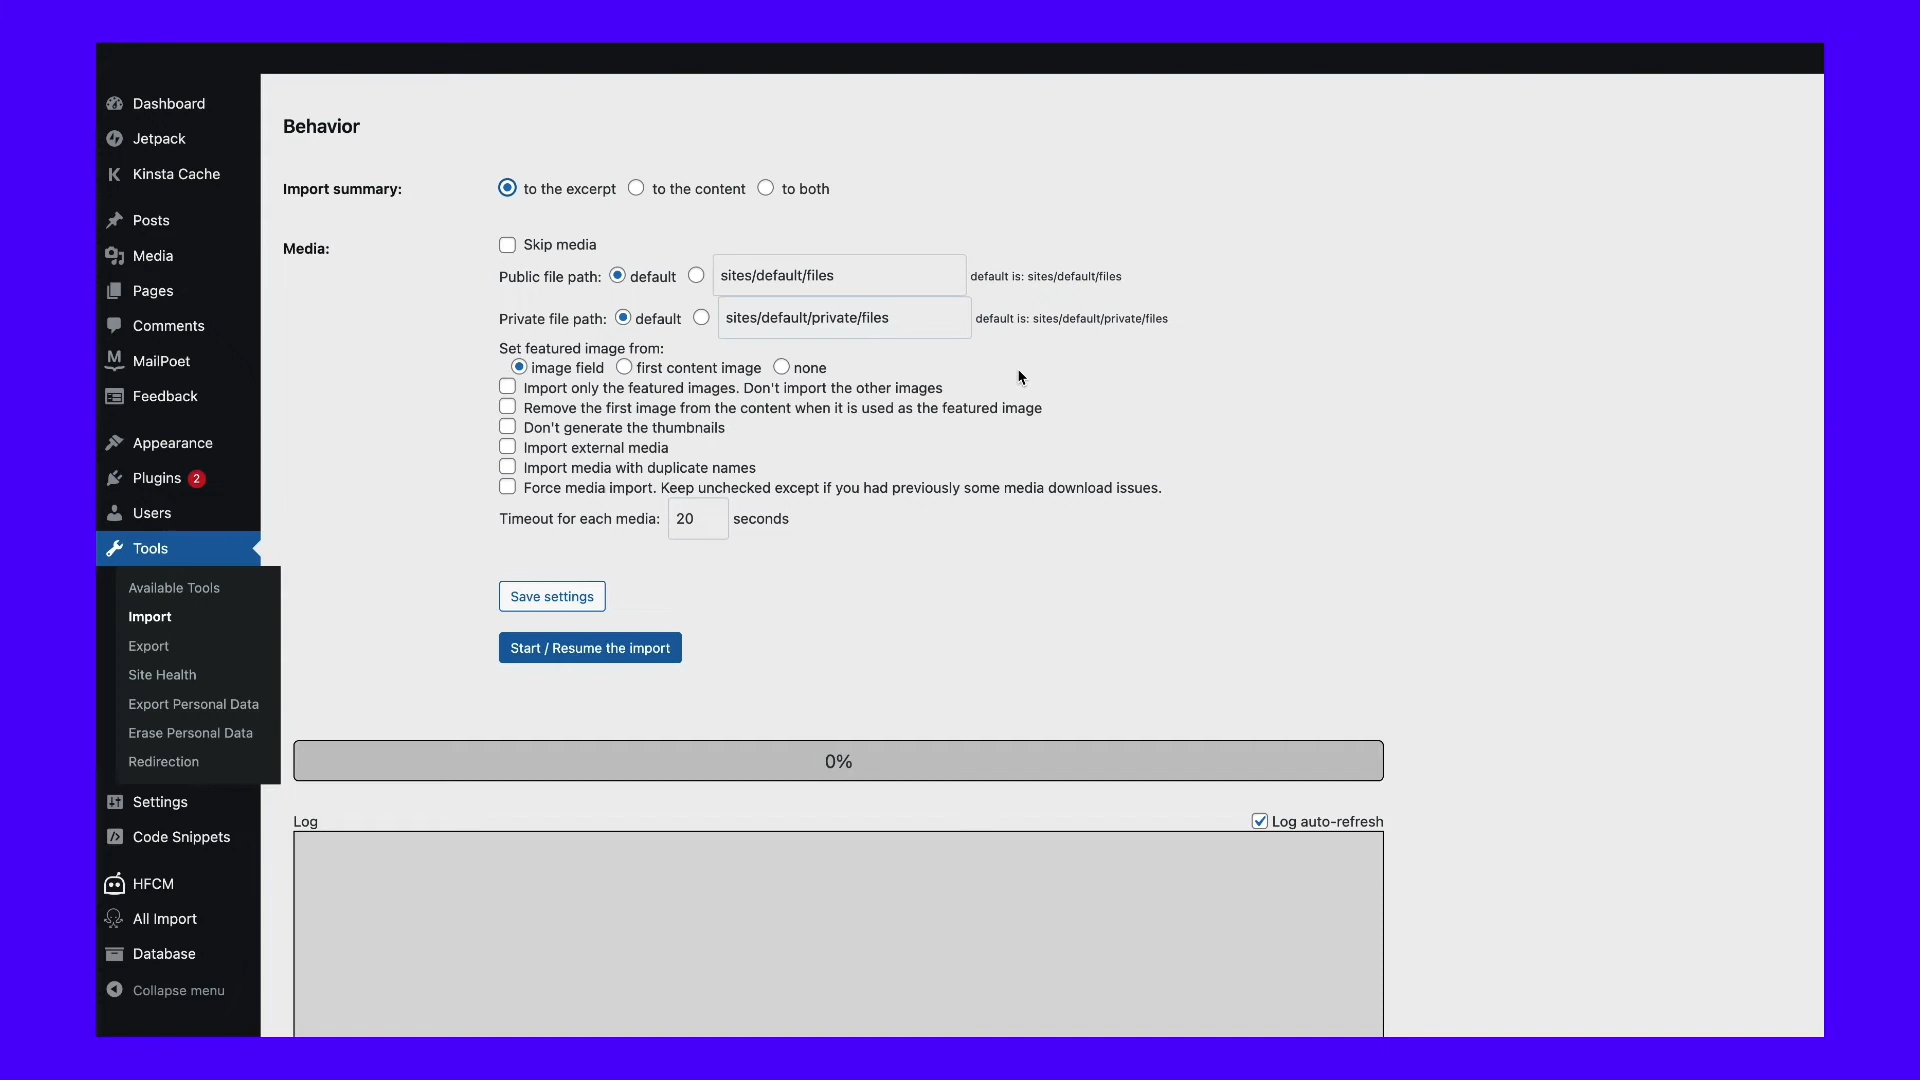 Dashboard
Jetpack
Kinsta Cache
Posts
Media
Pages
Comments
MailPoet
Feedback
Appearance
Plugins 2
Users
Tools
Available Tools
Import
Export
Site Health
Export Personal Data
Erase Personal Data
Redirection
Settings
Code Snippets
HFCM
All Import
Database
Collapse menu
Behavior
Import summary: to the excerpt to the content to both
Media: Skip media
Public file path: default sites/default/files default is: sites/default/files
Private file path: default sites/default/private/files default is: sites/default/private/files
Set featured image from:
image field first content image none
Import only the featured images. Don't import the other images
Remove the first image from the content when it is used as the featured image
Don't generate the thumbnails
Import external media
Import media with duplicate names
Force media import. Keep unchecked except if you had previously some media download issues.
Timeout for each media: 20 seconds
Save settings
Start / Resume the import
0%
Log Log auto-refresh